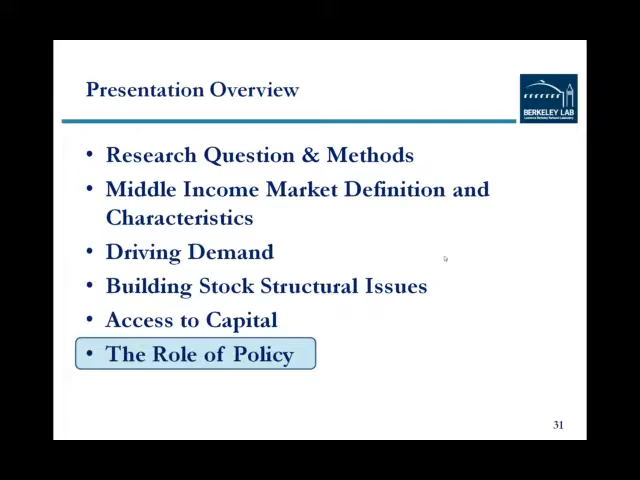 Presentation Overview
BERKELEY LAB
• Research Question & Methods
• Middle Income Market Definition and
Characteristics
• Driving Demand
• Building Stock Structural Issues
• Access to Capital
• The Role of Policy
31